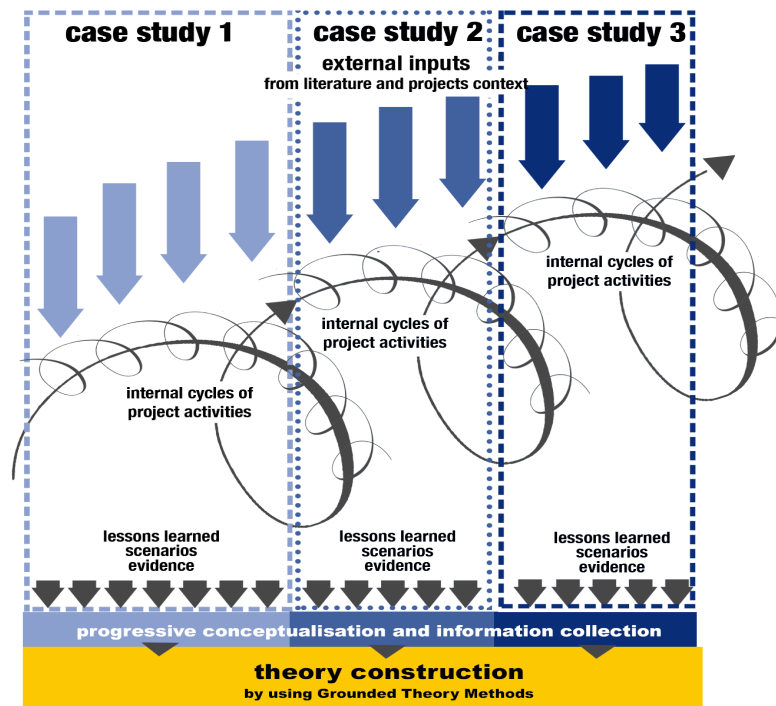 case study 1
case study 2
case study 3
external inputs
from literature and projects context
internal cycles of
project activities
internal cycles of
project activities
internal cycles of
project activities
lessons learned
scenarios
evidence
lessons learned
scenarios
evidence
lessons learned
scenarios
evidence
progressive conceptualisation and information collection
theory construction
by using Grounded Theory Methods